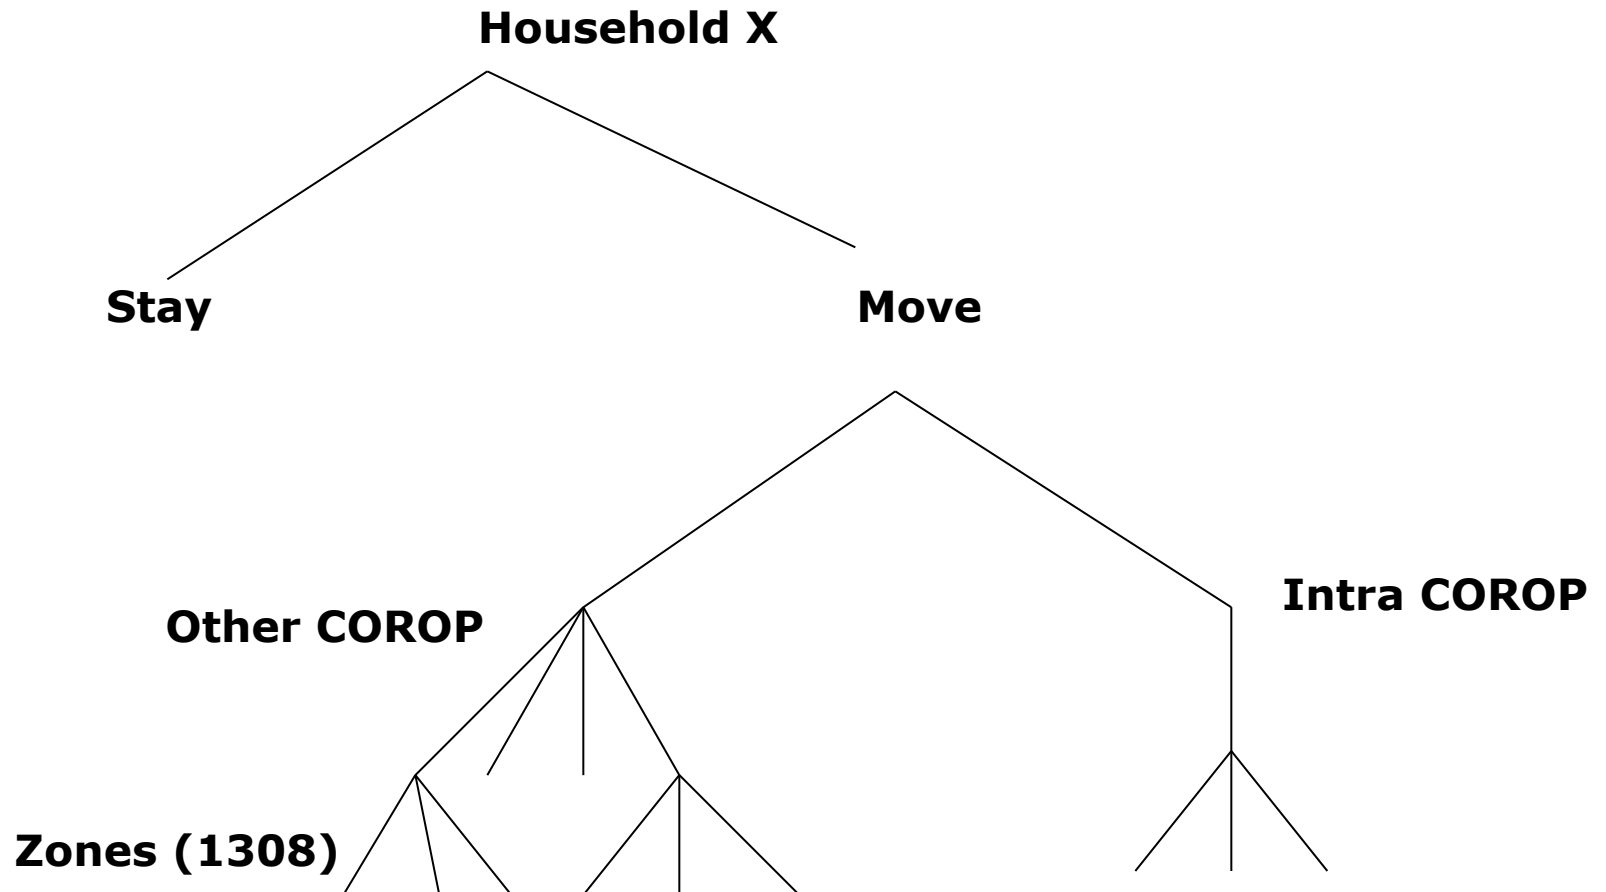 Household X
Stay
Move
Intra COROP
Other COROP
Zones (1308)